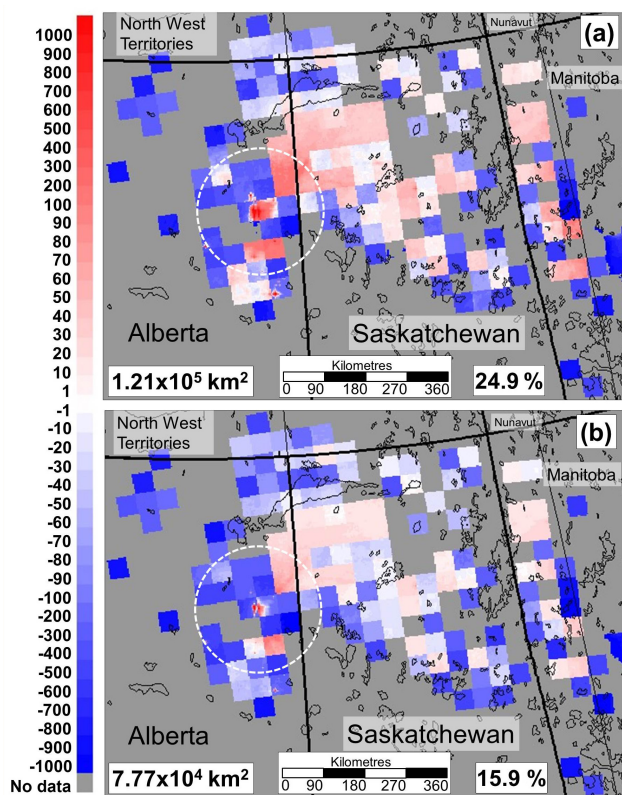 1000
900
800
700
600
500
400
300
200
100
90
80
70
60
50
40
30
20
10
1
-1
-10
-20
-30
-40
-50
-60
-70
-80
-90
-100
-200
-300
-400
-500
-600
-700
-800
-900
-1000
No data
North West
Territories
Nunavut
(a)
Manitoba
Alberta
Saskatchewan
1.21x10⁵ km²
Kilometres
0 90 180 270 360
24.9 %
North West
Territories
Nunavut
(b)
Manitoba
Alberta
Saskatchewan
7.77x10⁴ km²
Kilometres
0 90 180 270 360
15.9 %